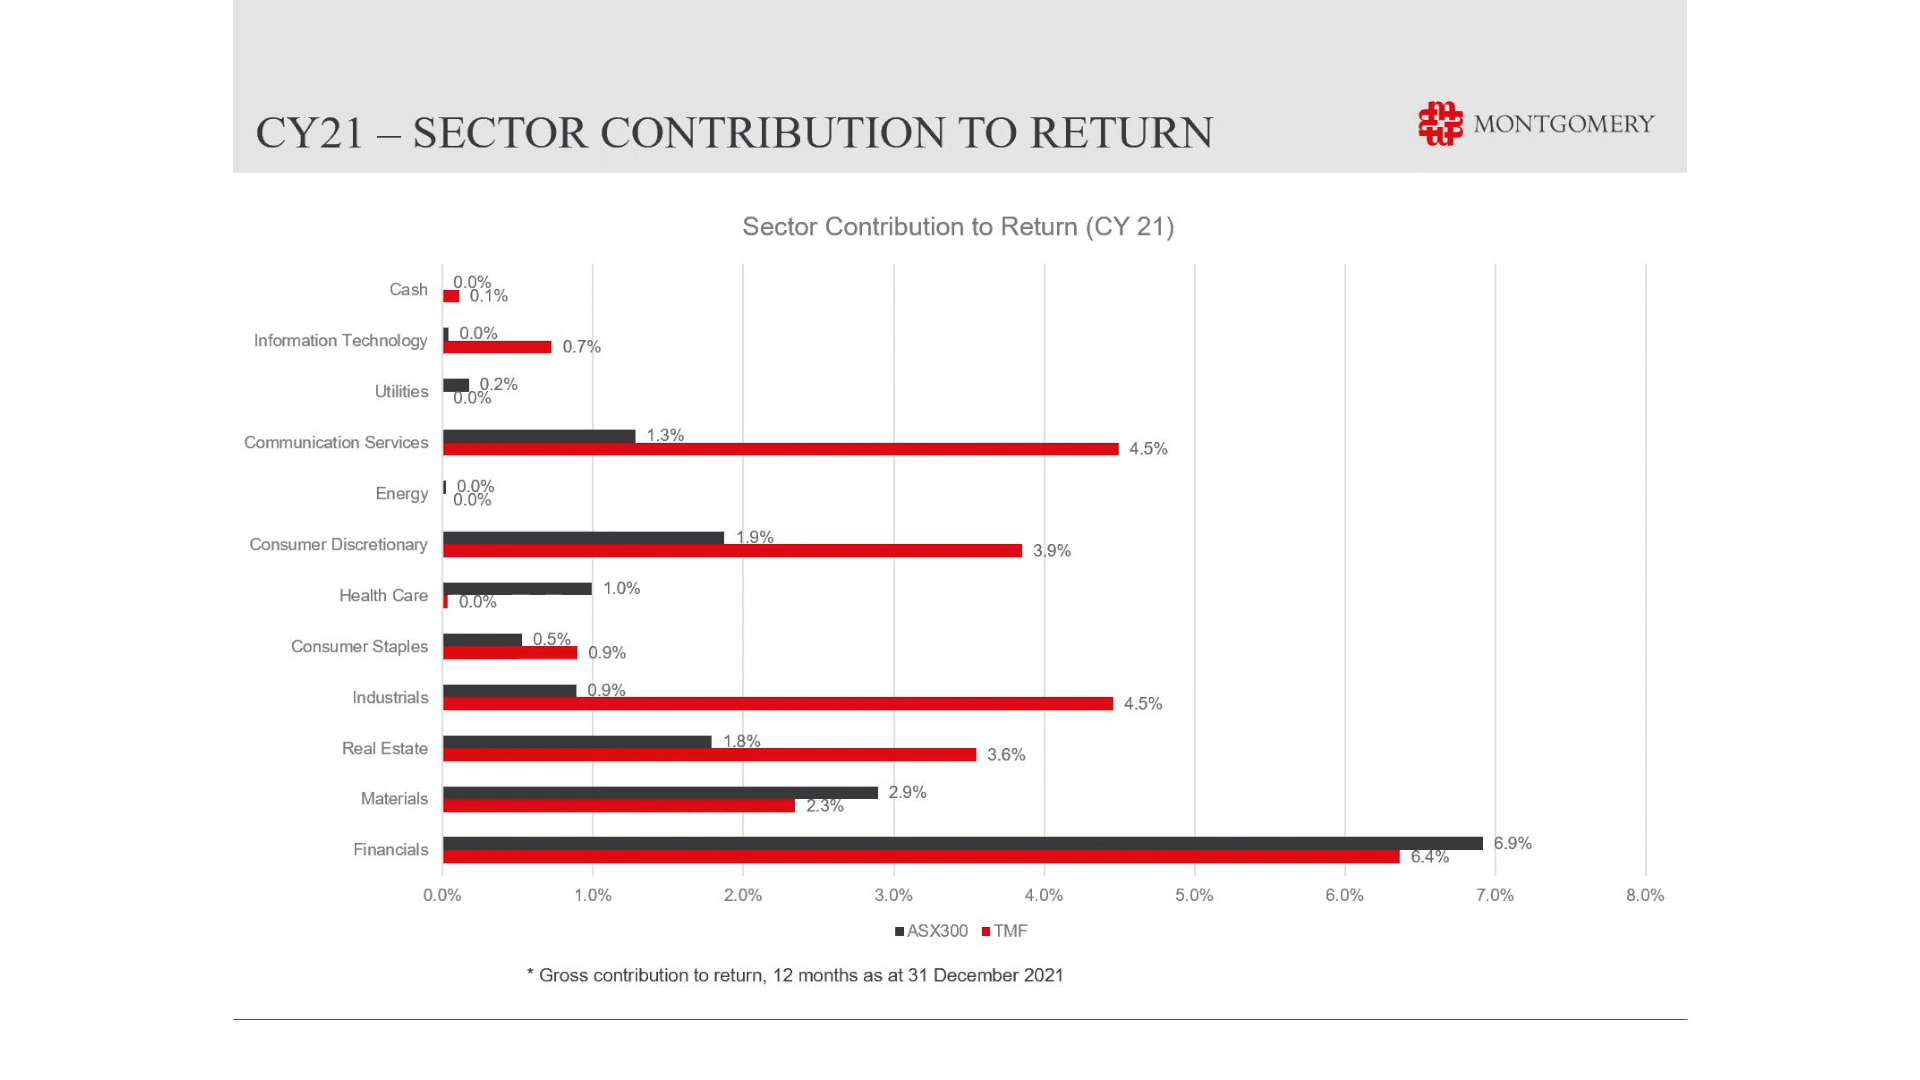 CY21 – SECTOR CONTRIBUTION TO RETURN
MONTGOMERY
Sector Contribution to Return (CY 21)
Cash
0.0%
0.1%
Information Technology
0.0%
0.7%
Utilities
0.2%
0.0%
Communication Services
1.3%
4.5%
Energy
0.0%
0.0%
Consumer Discretionary
1.9%
3.9%
Health Care
1.0%
0.0%
Consumer Staples
0.5%
0.9%
Industrials
0.9%
4.5%
Real Estate
1.8%
3.6%
Materials
2.9%
2.3%
Financials
6.9%
6.4%
0.0% 1.0% 2.0% 3.0% 4.0% 5.0% 6.0% 7.0% 8.0%
ASX300 TMF
* Gross contribution to return, 12 months as at 31 December 2021